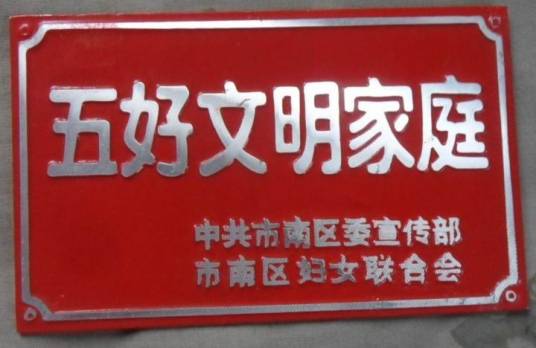 五好文明家庭
中共市南区委宣传部
市南区妇女联合会